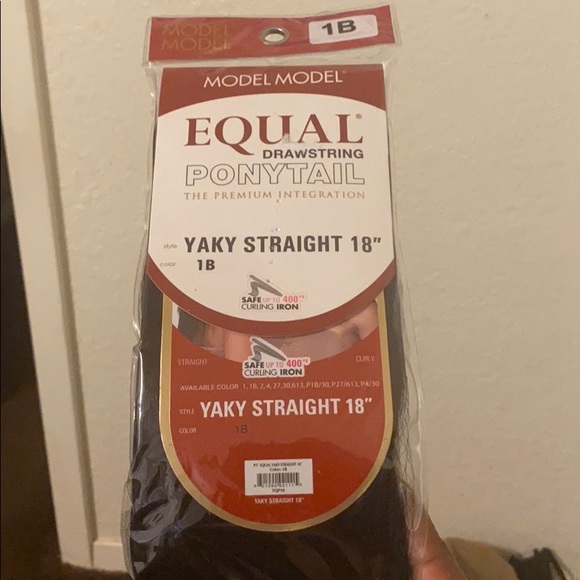 MODEL MODEL
1B
MODEL MODEL®
EQUAL®
DRAWSTRING
PONYTAIL
THE PREMIUM INTEGRATION
style YAKY STRAIGHT 18"
color 1B
SAFE UP TO 400°F
CURLING IRON
STRAIGHT
CURLY
SAFE UP TO 400°F
CURLING IRON
AVAILABLE COLOR 1, 1B, 2, 4, 27, 30, 613, P1B/30, P27/613, P4/30
STYLE YAKY STRAIGHT 18"
COLOR 1B
Color: 1B
YAKY STRAIGHT 18"